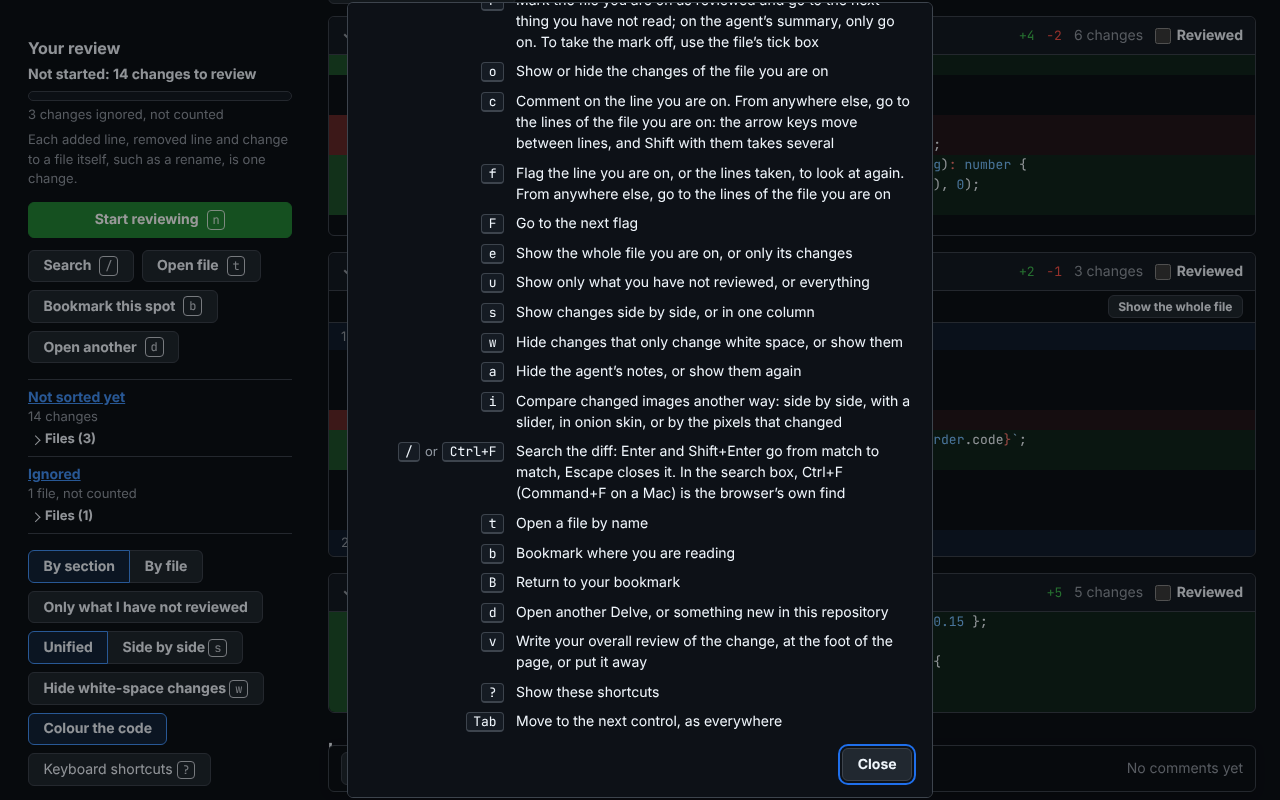 Your review
Not started: 14 changes to review
3 changes ignored, not counted
Each added line, removed line and change
to a file itself, such as a rename, is one
change.
Start reviewing n
Search / Open file t
Bookmark this spot b
Open another d
Not sorted yet
14 changes
Files (3)
Ignored
1 file, not counted
Files (1)
By section By file
Only what I have not reviewed
Unified Side by side s
Hide white-space changes w
Colour the code
Keyboard shortcuts ?
Mark the file you are on as reviewed and go to the next
thing you have not read; on the agent's summary, only go
on. To take the mark off, use the file's tick box
o Show or hide the changes of the file you are on
c Comment on the line you are on. From anywhere else, go to
the lines of the file you are on: the arrow keys move
between lines, and Shift with them takes several
f Flag the line you are on, or the lines taken, to look at again.
From anywhere else, go to the lines of the file you are on
F Go to the next flag
e Show the whole file you are on, or only its changes
u Show only what you have not reviewed, or everything
s Show changes side by side, or in one column
w Hide changes that only change white space, or show them
a Hide the agent's notes, or show them again
i Compare changed images another way: side by side, with a
slider, in onion skin, or by the pixels that changed
/ or Ctrl+F Search the diff: Enter and Shift+Enter go from match to
match, Escape closes it. In the search box, Ctrl+F
(Command+F on a Mac) is the browser's own find
t Open a file by name
b Bookmark where you are reading
B Return to your bookmark
d Open another Delve, or something new in this repository
v Write your overall review of the change, at the foot of the
page, or put it away
? Show these shortcuts
Tab Move to the next control, as everywhere
Close
+4 -2 6 changes Reviewed
;
g): number {
), 0);
+2 -1 3 changes Reviewed
Show the whole file
1
rder.code}`;
2
+5 5 changes Reviewed
0.15 };
{
No comments yet